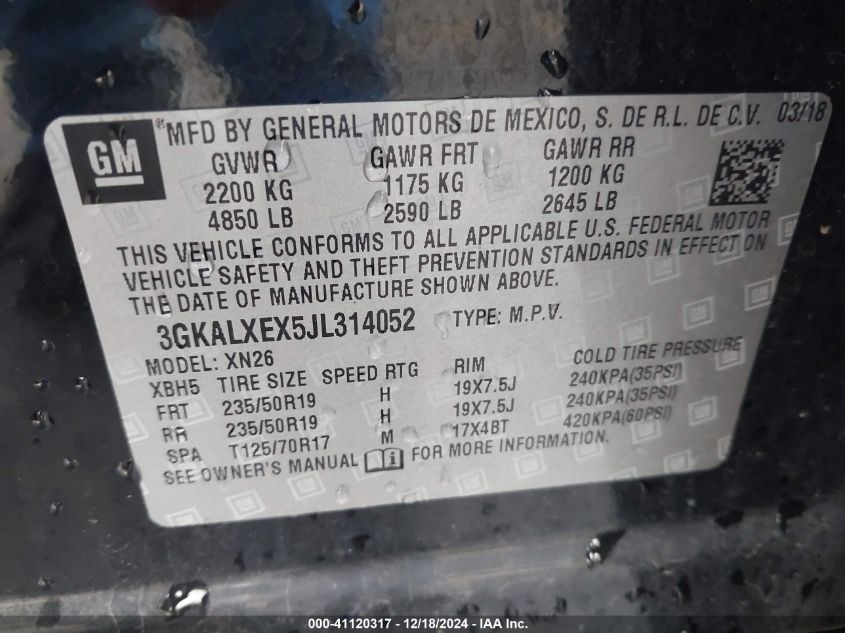 GM
®MFD BY GENERAL MOTORS DE MEXICO, S. DE R.L. DE C.V. 03/18
GVWR GAWR FRT GAWR RR
2200 KG 1175 KG 1200 KG
4850 LB 2590 LB 2645 LB
THIS VEHICLE CONFORMS TO ALL APPLICABLE U.S. FEDERAL MOTOR
VEHICLE SAFETY AND THEFT PREVENTION STANDARDS IN EFFECT ON
THE DATE OF MANUFACTURE SHOWN ABOVE.
3GKALXEX5JL314052 TYPE: M.P.V.
MODEL: XN26
XBH5 TIRE SIZE SPEED RTG RIM COLD TIRE PRESSURE
FRT 235/50R19 H 19X7.5J 240KPA(35PSI)
RR 235/50R19 H 19X7.5J 240KPA(35PSI)
SPA T125/70R17 M 17X4BT 420KPA(60PSI)
SEE OWNER'S MANUAL i FOR MORE INFORMATION.
000-41120317 - 12/18/2024 - IAAI Inc.